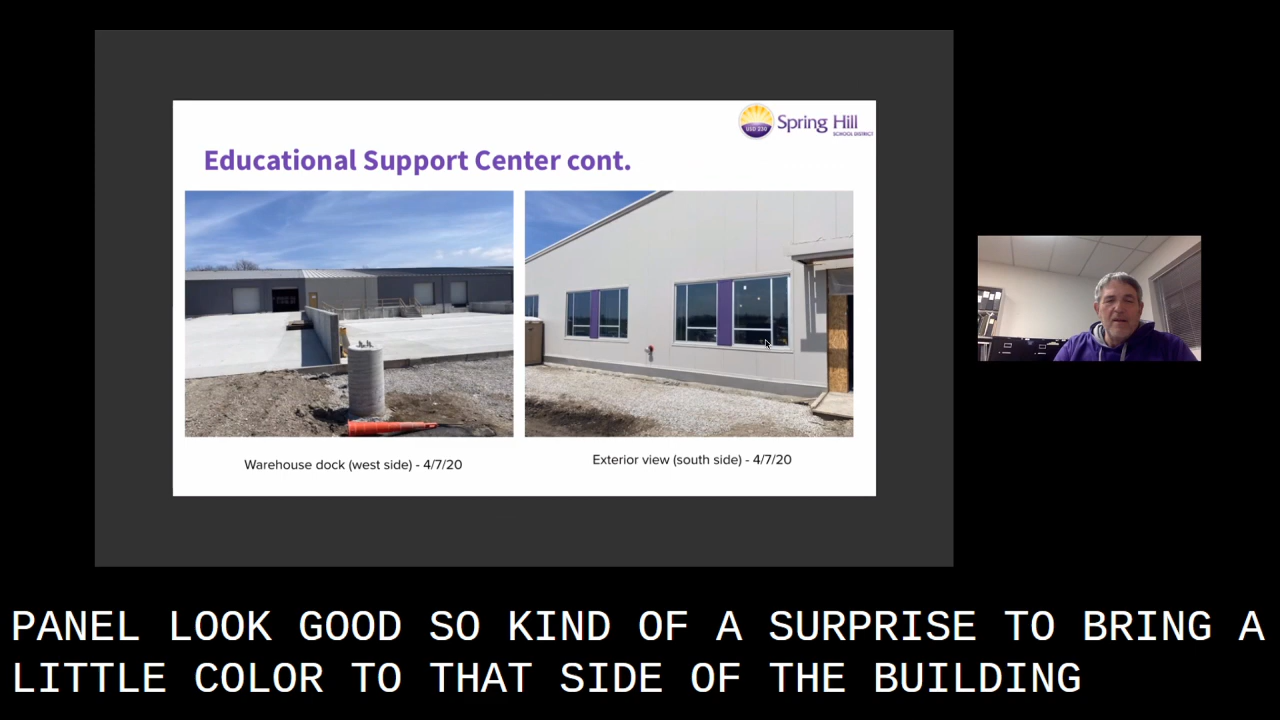 USD 230
Spring Hill
SCHOOL DISTRICT
Educational Support Center cont.
Warehouse dock (west side) - 4/7/20
Exterior view (south side) - 4/7/20
PANEL LOOK GOOD SO KIND OF A SURPRISE TO BRING A
LITTLE COLOR TO THAT SIDE OF THE BUILDING